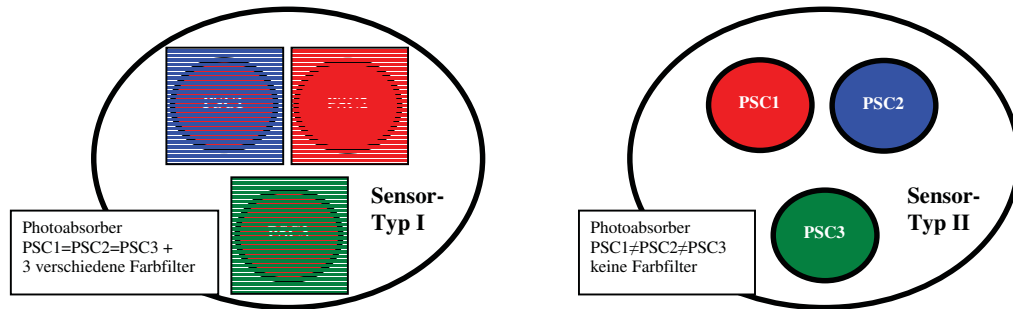 Sensor-
Typ I
Photoabsorber
PSC1=PSC2=PSC3 +
3 verschiedene Farbfilter
PSC1
PSC2
PSC3
Sensor-
Typ II
Photoabsorber
PSC1≠PSC2≠PSC3
keine Farbfilter